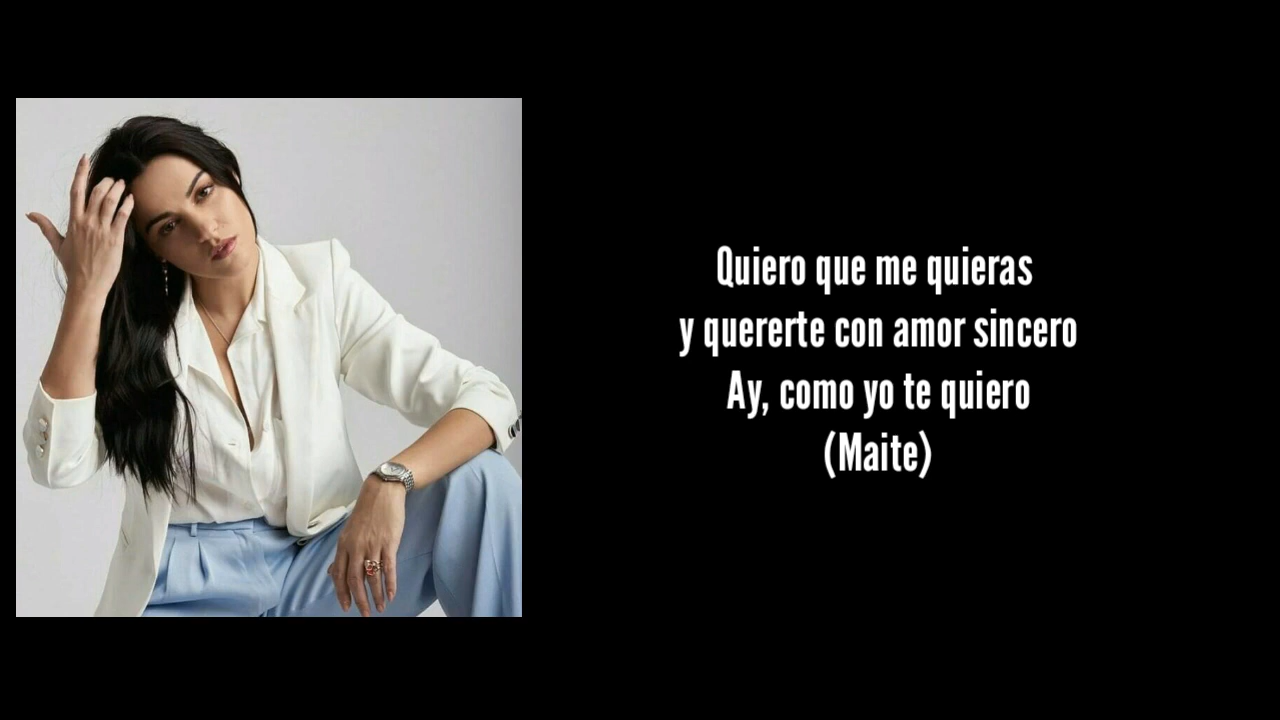 Quiero que me quieras
y quererte con amor sincero
Ay, como yo te quiero
(Maite)